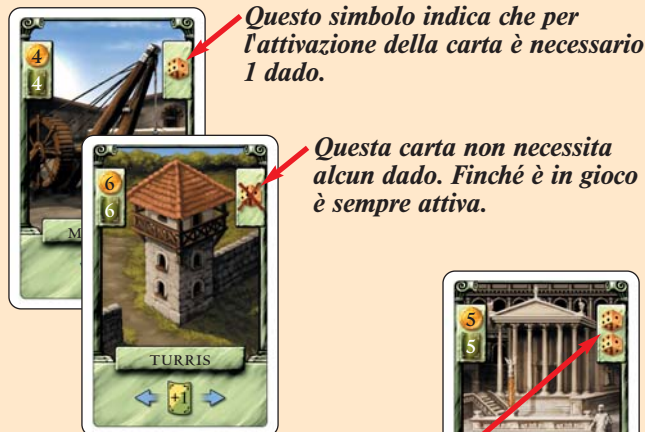 Questo simbolo indica che per
l'attivazione della carta è necessario
1 dado.
4
4
Questa carta non necessita
alcun dado. Finché è in gioco
è sempre attiva.
6
6
M
TURRIS
+1
5
5